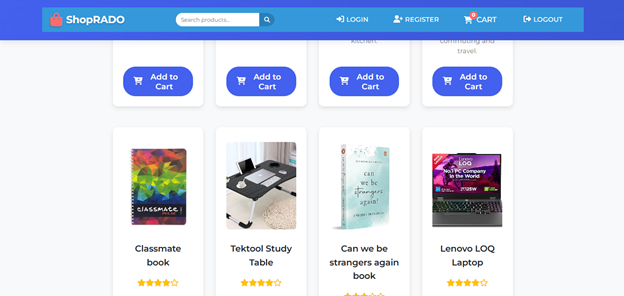 ShopRADO
Search products...
LOGIN
REGISTER
0
CART
LOGOUT
kitchen.
commuting and
travel.
Add to
Cart
Add to
Cart
Add to
Cart
Add to
Cart
CLASSMATE
can
we be
strangers
again?
Lenovo
LOQ
No.1 PC Company
in the World
Classmate
book
Tektool Study
Table
Can we be
strangers again
book
Lenovo LOQ
Laptop